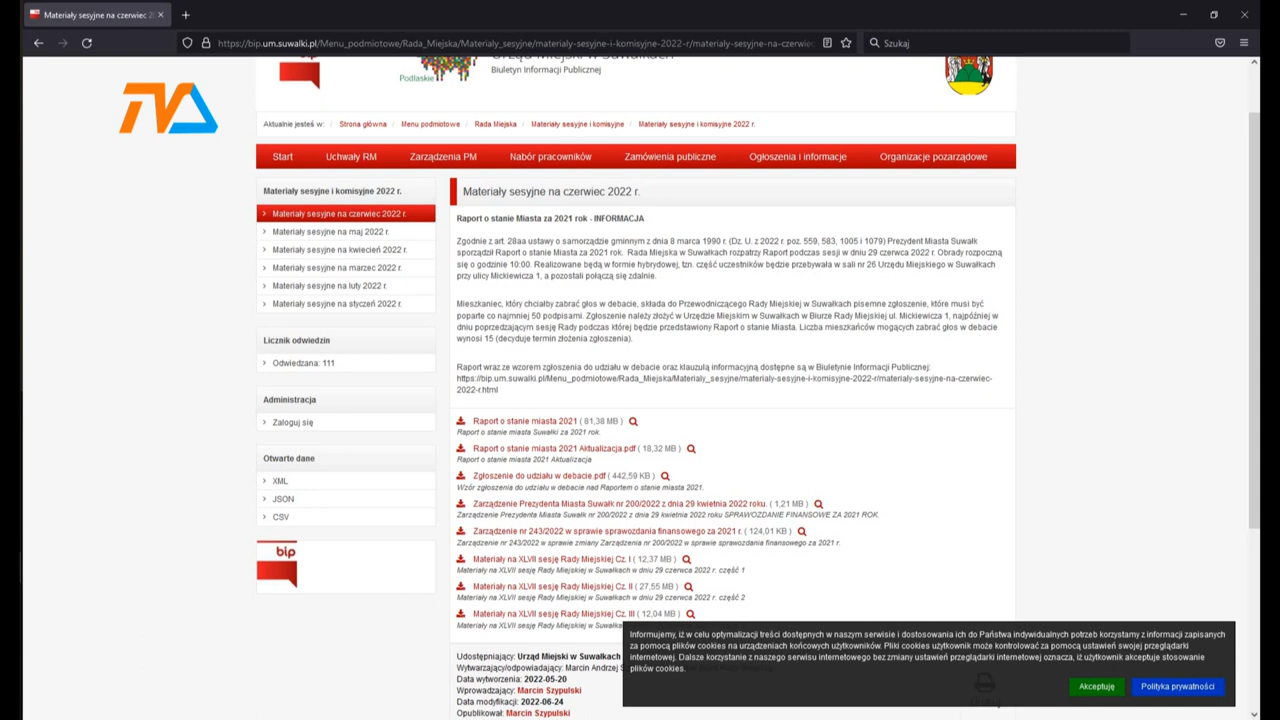 Materiały sesyjne na czerwiec 2
https://bip.um.suwalki.pl/Menu_podmiotowe/Rada_Miejska/Materialy_sesyjne/materialy-sesyjne-i-komisyjne-2022-r/materialy-sesyjne-na-czerwiec
Szukaj
TVA
bip
Podlaskie
Urząd Miejski w Suwałkach
Biuletyn Informacji Publicznej
Aktualnie jesteś w: / Strona główna / Menu podmiotowe / Rada Miejska / Materiały sesyjne i komisyjne / Materiały sesyjne i komisyjne 2022 r.
Start Uchwały RM Zarządzenia PM Nabór pracowników Zamówienia publiczne Ogłoszenia i informacje Organizacje pozarządowe
Materiały sesyjne i komisyjne 2022 r.
Materiały sesyjne na czerwiec 2022 r.
Materiały sesyjne na maj 2022 r.
Materiały sesyjne na kwiecień 2022 r.
Materiały sesyjne na marzec 2022 r.
Materiały sesyjne na luty 2022 r.
Materiały sesyjne na styczeń 2022 r.
Licznik odwiedzin
Odwiedzana: 111
Administracja
Zaloguj się
Otwarte dane
XML
JSON
CSV
bip
Materiały sesyjne na czerwiec 2022 r.
Raport o stanie Miasta za 2021 rok - INFORMACJA
Zgodnie z art. 28aa ustawy o samorządzie gminnym z dnia 8 marca 1990 r. (Dz. U. z 2022 r. poz. 559, 583, 1005 i 1079) Prezydent Miasta Suwałk
sporządził Raport o stanie Miasta za 2021 rok. Rada Miejska w Suwałkach rozpatrzy Raport podczas sesji w dniu 29 czerwca 2022 r. Obrady rozpoczną
się o godzinie 10:00. Realizowane będą w formie hybrydowej, tzn. część uczestników będzie przebywała w sali nr 26 Urzędu Miejskiego w Suwałkach
przy ulicy Mickiewicza 1, a pozostali połączą się zdalnie.
Mieszkaniec, który chciałby zabrać głos w debacie, składa do Przewodniczącego Rady Miejskiej w Suwałkach pisemne zgłoszenie, które musi być
poparte co najmniej 50 podpisami. Zgłoszenie należy złożyć w Urzędzie Miejskim w Suwałkach w Biurze Rady Miejskiej ul. Mickiewicza 1, najpóźniej w
dniu poprzedzającym sesję Rady podczas której będzie przedstawiony Raport o stanie Miasta. Liczba mieszkańców mogących zabrać głos w debacie
wynosi 15 (decyduje termin złożenia zgłoszenia).
Raport wraz ze wzorem zgłoszenia do udziału w debacie oraz klauzulą informacyjną dostępne są w Biuletynie Informacji Publicznej:
https://bip.um.suwalki.pl/Menu_podmiotowe/Rada_Miejska/Materialy_sesyjne/materialy-sesyjne-i-komisyjne-2022-r/materialy-sesyjne-na-czerwiec-
2022-r.html
Raport o stanie miasta 2021 ( 81,38 MB )
Raport o stanie miasta Suwałki za 2021 rok.
Raport o stanie miasta 2021 Aktualizacja.pdf ( 18,32 MB )
Raport o stanie miasta 2021 Aktualizacja
Zgłoszenie do udziału w debacie.pdf ( 442,59 KB )
Wzór zgłoszenia do udziału w debacie nad Raportem o stanie miasta 2021.
Zarządzenie Prezydenta Miasta Suwałk nr 200/2022 z dnia 29 kwietnia 2022 roku. ( 1,21 MB )
Zarządzenie Prezydenta Miasta Suwałk nr 200/2022 z dnia 29 kwietnia 2022 roku SPRAWOZDANIE FINANSOWE ZA 2021 ROK.
Zarządzenie nr 243/2022 w sprawie sprawozdania finansowego za 2021 r. ( 124,01 KB )
Zarządzenie nr 243/2022 w sprawie zmiany Zarządzenia nr 200/2022 w sprawie sprawozdania finansowego za 2021 r.
Materiały na XLVII sesję Rady Miejskiej Cz. I ( 12,37 MB )
Materiały na XLVII sesję Rady Miejskiej w Suwałkach w dniu 29 czerwca 2022 r. część 1
Materiały na XLVII sesję Rady Miejskiej Cz. II ( 27,55 MB )
Materiały na XLVII sesję Rady Miejskiej w Suwałkach w dniu 29 czerwca 2022 r. część 2
Materiały na XLVII sesję Rady Miejskiej Cz. III ( 12,04 MB )
Materiały na XLVII sesję Rady Miejskiej w Suwałka
Udostępniający: Urząd Miejski w Suwałkach
Wytwarzający/odpowiadający: Marcin Andrzej S
Data wytworzenia: 2022-05-20
Wprowadzający: Marcin Szypulski
Data modyfikacji: 2022-06-24
Opublikował: Marcin Szypulski
Informujemy, iż w celu optymalizacji treści dostępnych w naszym serwisie i dostosowania ich do Państwa indywidualnych potrzeb korzystamy z informacji zapisanych
za pomocą plików cookies na urządzeniach końcowych użytkowników. Pliki cookies użytkownik może kontrolować za pomocą ustawień swojej przeglądarki
internetowej. Dalsze korzystanie z naszego serwisu internetowego bez zmiany ustawień przeglądarki internetowej oznacza, iż użytkownik akceptuje stosowanie
plików cookies.
Akceptuję Polityka prywatności